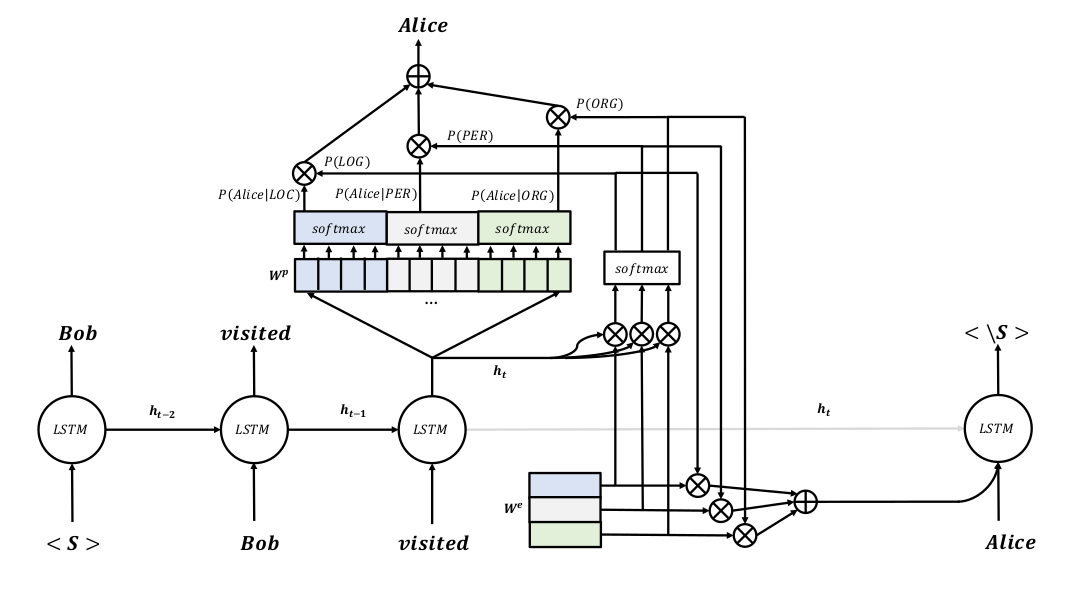 Alice
P(ORG)
P(PER)
P(LOG)
P(Alice|LOC)
P(Alice|PER)
P(Alice|ORG)
softmax
softmax
softmax
W^p
...
softmax
Bob
visited
< \S >
h_t
h_{t-2}
h_{t-1}
h_t
LSTM
LSTM
LSTM
LSTM
W^e
< S >
Bob
visited
Alice